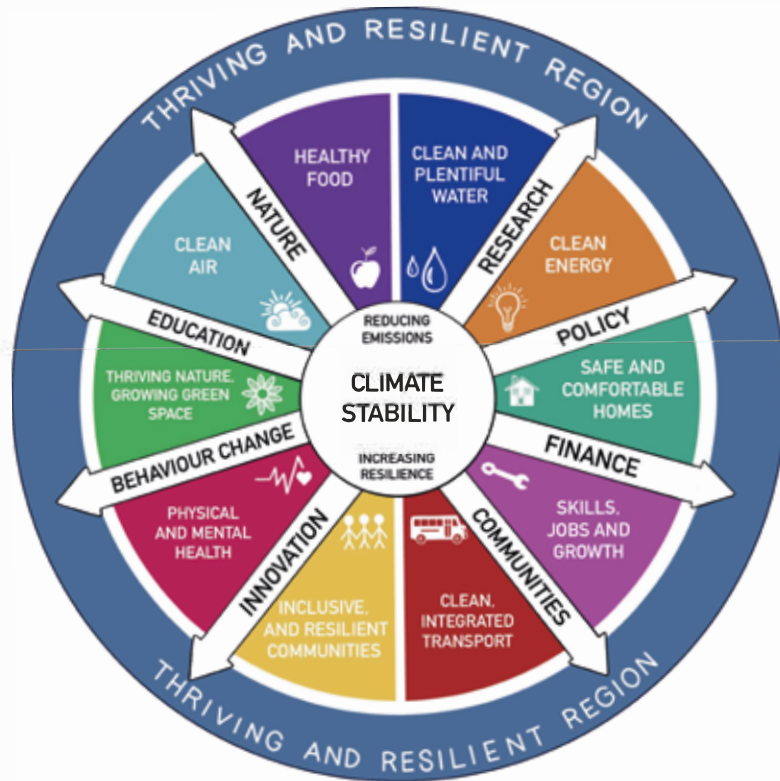 THRIVING AND RESILIENT REGION
HEALTHY
FOOD
CLEAN AND
PLENTIFUL
WATER
NATURE
RESEARCH
CLEAN
AIR
CLEAN
ENERGY
EDUCATION
POLICY
REDUCING
EMISSIONS
CLIMATE
STABILITY
INCREASING
RESILIENCE
THRIVING NATURE,
GROWING GREEN
SPACE
SAFE AND
COMFORTABLE
HOMES
BEHAVIOUR CHANGE
FINANCE
PHYSICAL
AND MENTAL
HEALTH
SKILLS,
JOBS AND
GROWTH
INNOVATION
COMMUNITIES
INCLUSIVE,
AND RESILIENT
COMMUNITIES
CLEAN,
INTEGRATED
TRANSPORT
THRIVING AND RESILIENT REGION